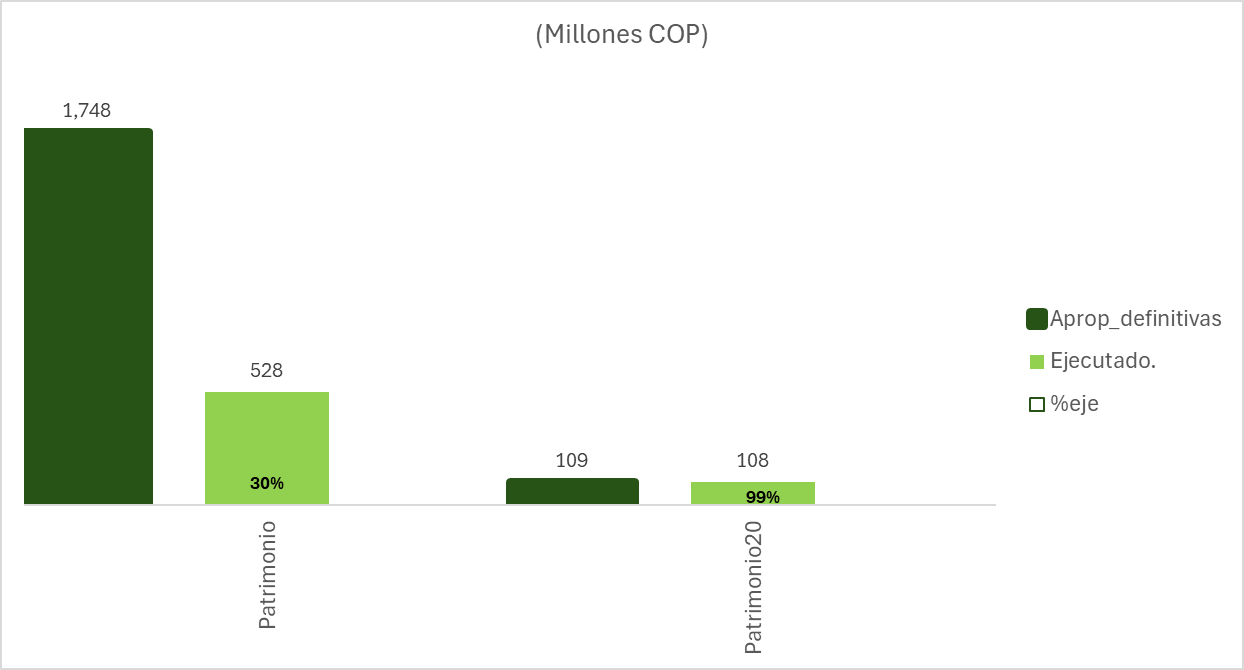 (Millones COP)
1,748
528
30%
109
108
99%
Patrimonio
Patrimonio20
Aprop_definitivas
Ejecutado.
%eje